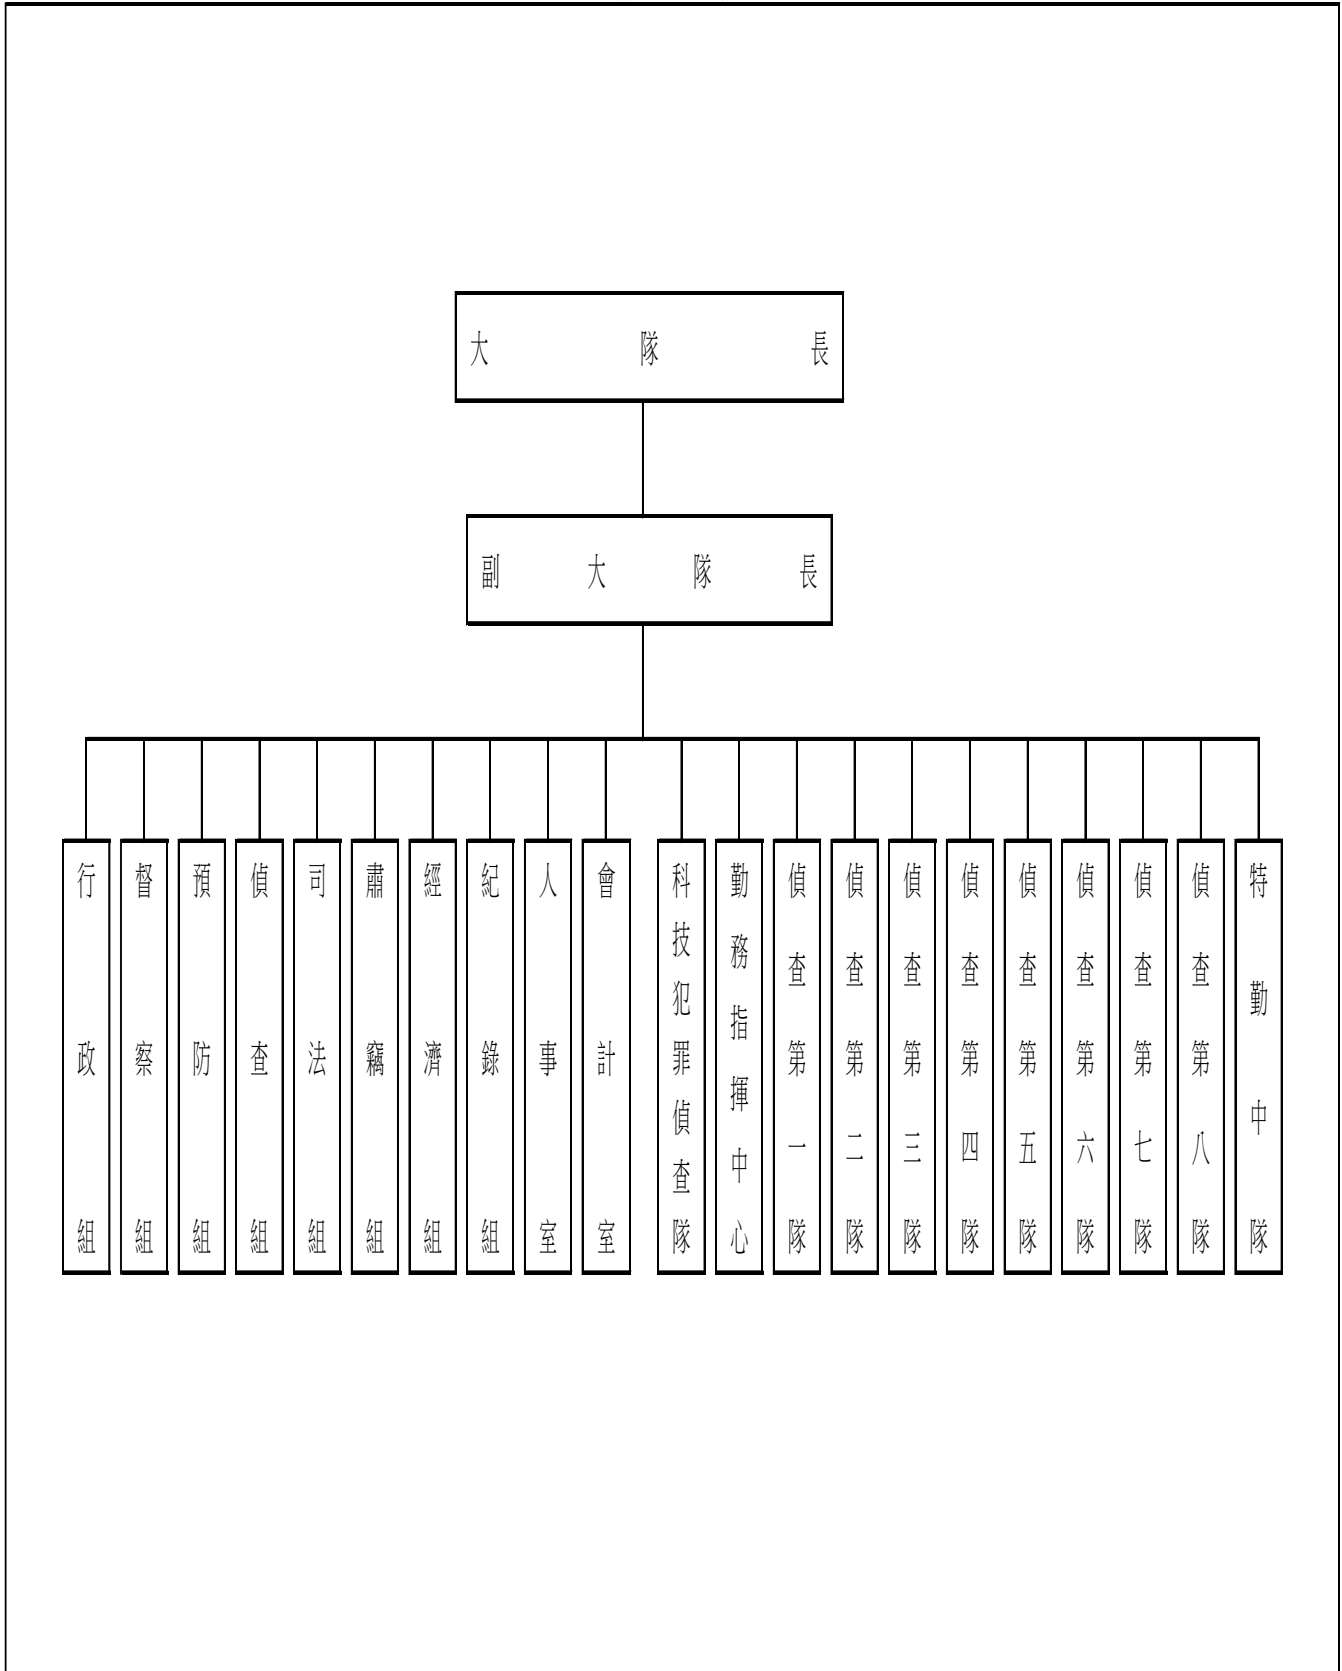 大隊長
副大隊長
行政組
督察組
預防組
偵查組
司法組
肅竊組
經濟組
紀錄組
人事室
會計室
科技犯罪偵查隊
勤務指揮中心
偵查第一隊
偵查第二隊
偵查第三隊
偵查第四隊
偵查第五隊
偵查第六隊
偵查第七隊
偵查第八隊
特勤中隊